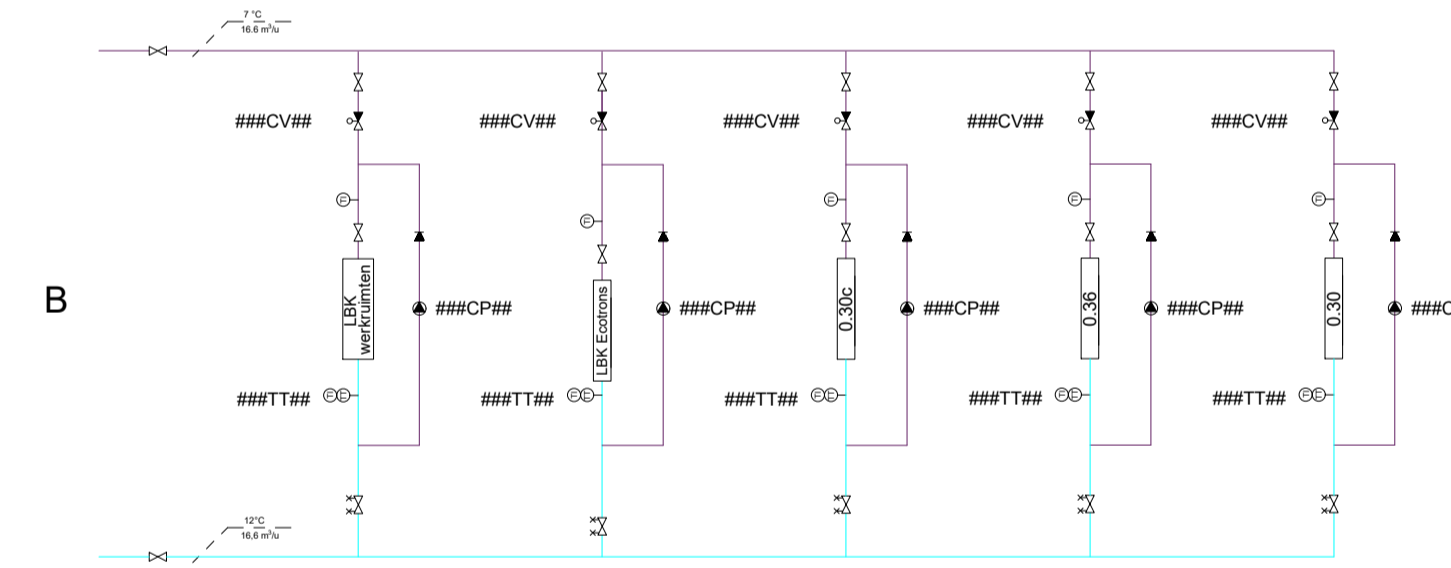 7 °C
16.6 m³/u
###CV## ###CV## ###CV## ###CV## ###CV##
B
LBK
werkruimten
LBK Ecotrons
0.30c
0.36
0.30
###CP## ###CP## ###CP## ###CP## ###C
###TT## ###TT## ###TT## ###TT## ###TT##
12°C
16,6 m³/u